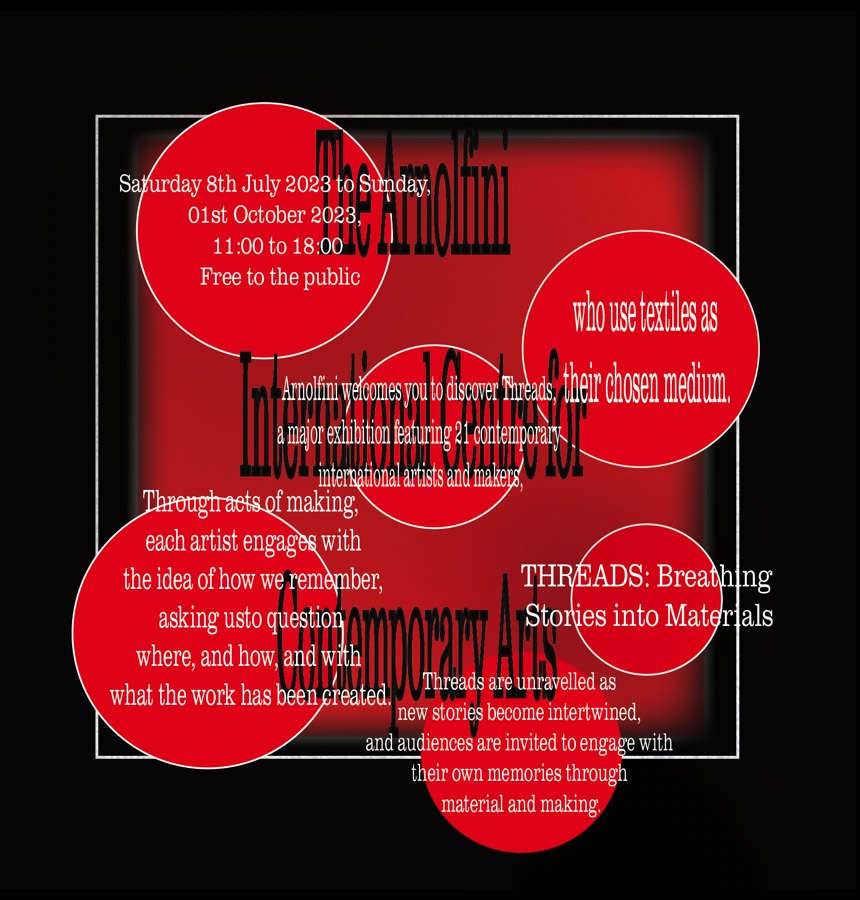 The Arnolfini
International Centre for
Contemporary Arts
Saturday 8th July 2023 to Sunday,
01st October 2023,
11:00 to 18:00
Free to the public
Arnolfini welcomes you to discover Threads,
a major exhibition featuring 21 contemporary
international artists and makers,
who use textiles as
their chosen medium.
Through acts of making,
each artist engages with
the idea of how we remember,
asking usto question
where, and how, and with
what the work has been created.
THREADS: Breathing
Stories into Materials
Threads are unravelled as
new stories become intertwined,
and audiences are invited to engage with
their own memories through
material and making.